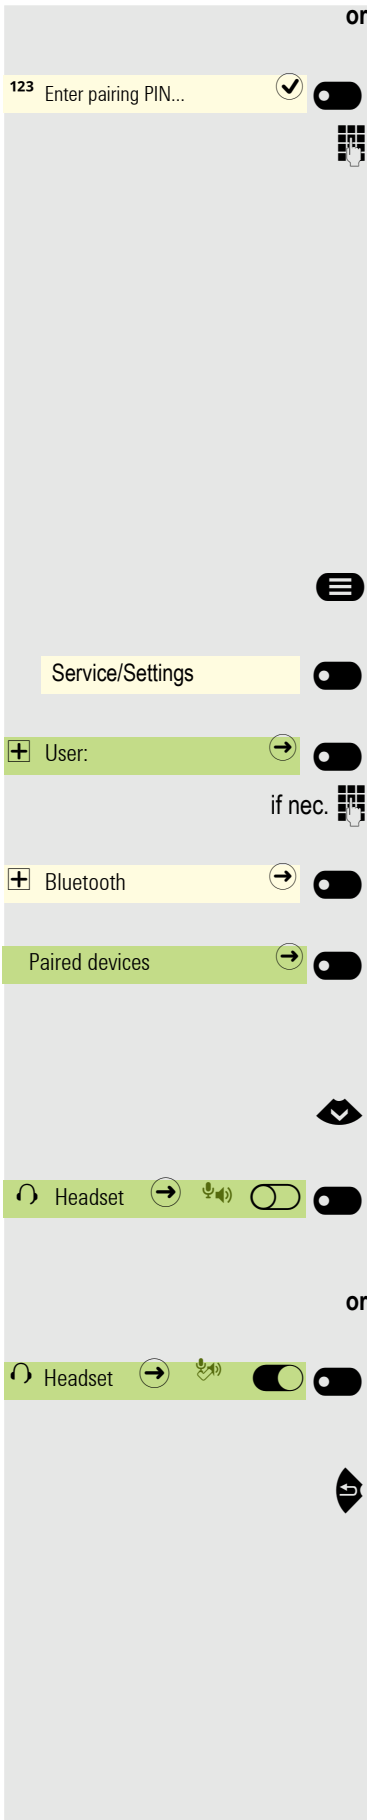 or
123 Enter pairing PIN...
Service/Settings
User:
if nec.
Bluetooth
Paired devices
Headset
or
Headset